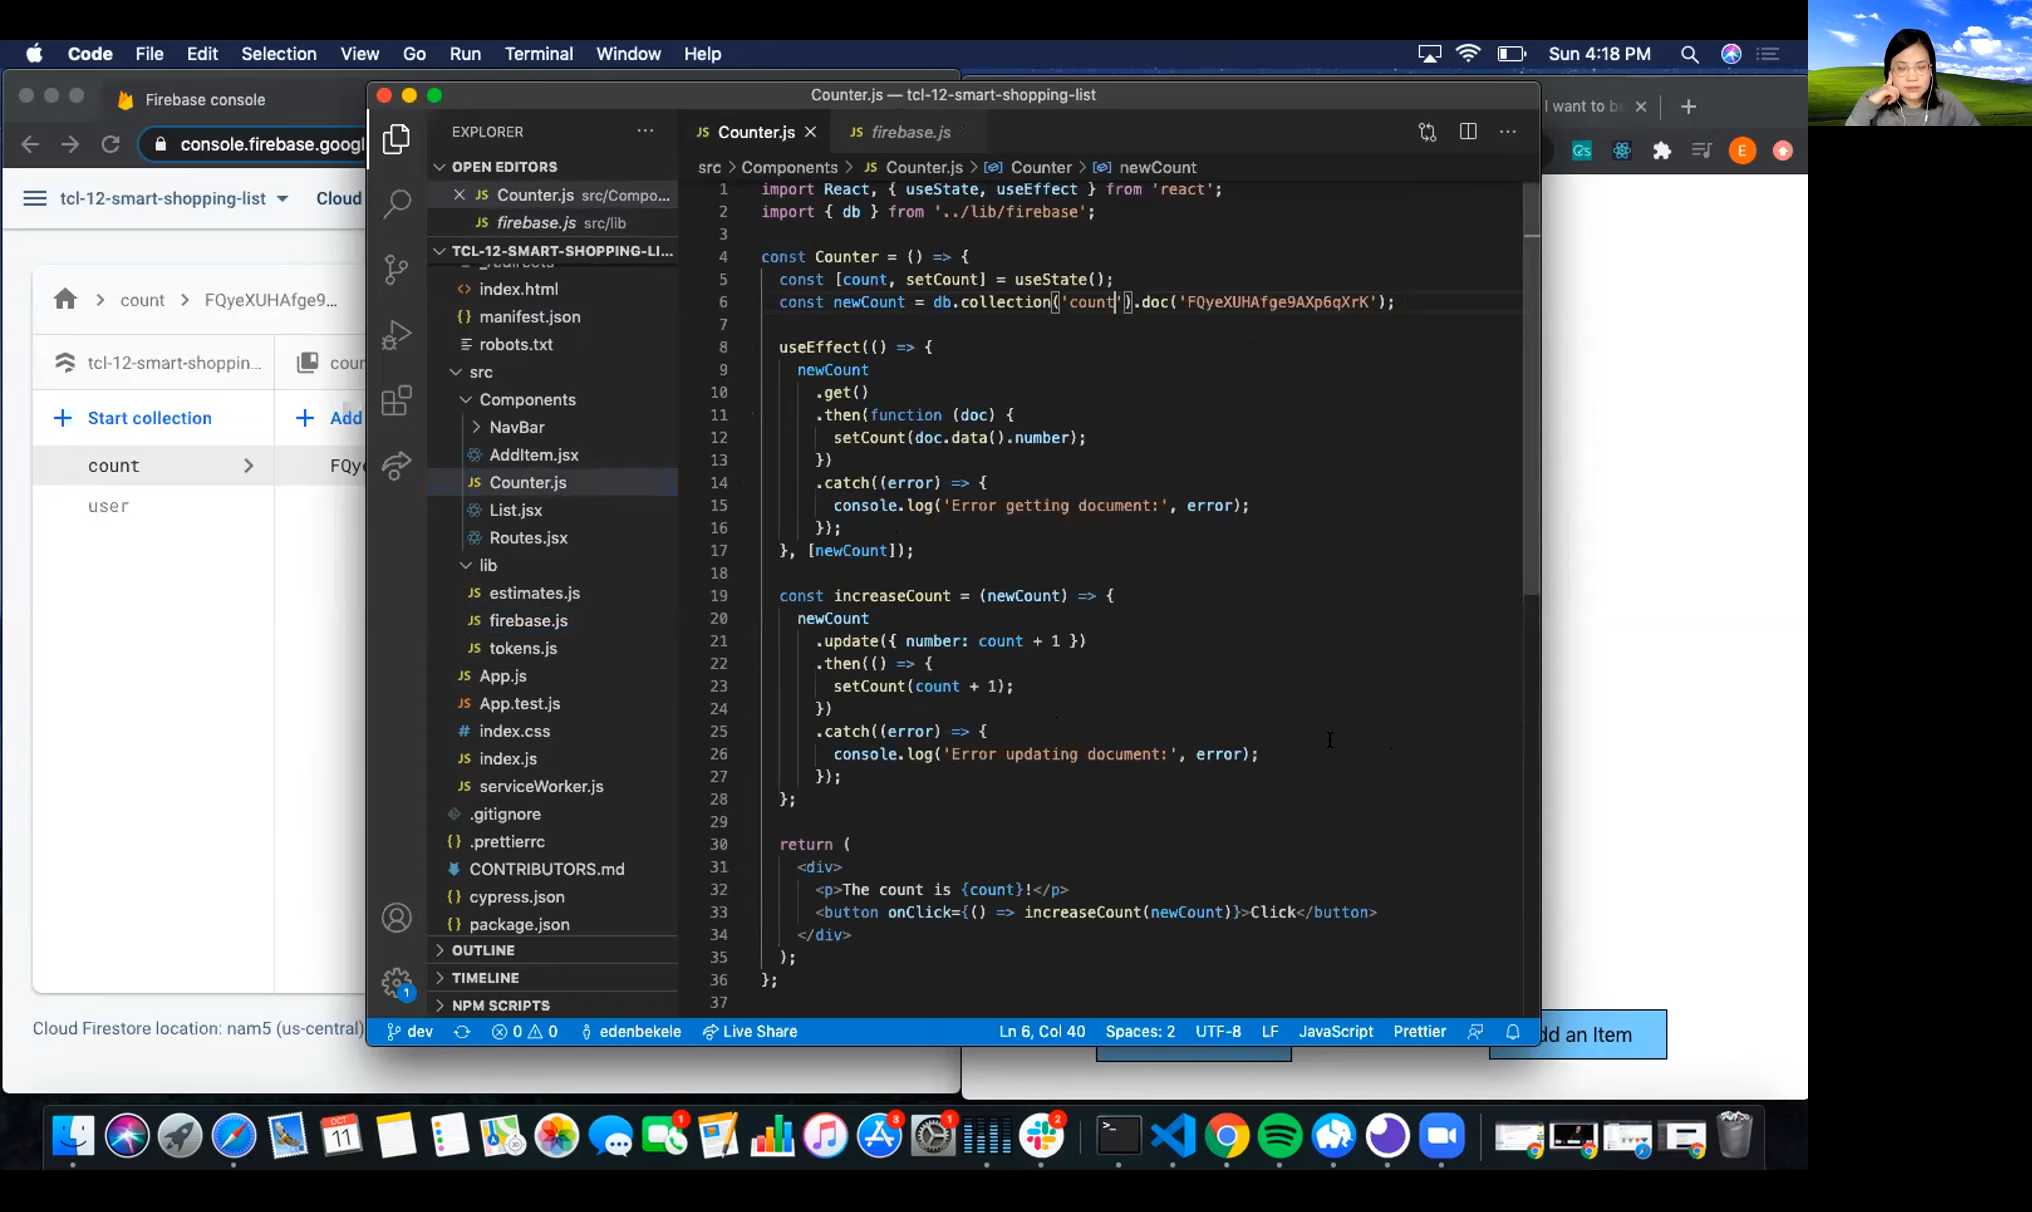 Code File Edit Selection View Go Run Terminal Window Help
Sun 4:18 PM
Firebase console
console.firebase.googl
tcl-12-smart-shopping-list
Cloud
count
FQyeXUHAfge9...
tcl-12-smart-shoppin...
cour
Start collection
Add
count
FQye
user
Cloud Firestore location: nam5 (us-central)
Counter.js — tcl-12-smart-shopping-list
EXPLORER
OPEN EDITORS
Counter.js src/Compo...
firebase.js src/lib
TCL-12-SMART-SHOPPING-LI...
_redirects
index.html
manifest.json
robots.txt
src
Components
NavBar
AddItem.jsx
Counter.js
List.jsx
Routes.jsx
lib
estimates.js
firebase.js
tokens.js
App.js
App.test.js
index.css
index.js
serviceWorker.js
.gitignore
.prettierrc
CONTRIBUTORS.md
cypress.json
package.json
OUTLINE
TIMELINE
NPM SCRIPTS
JS Counter.js
JS firebase.js
src > Components > JS Counter.js > Counter > newCount
1 import React, { useState, useEffect } from 'react';
2 import { db } from '../lib/firebase';
3
4 const Counter = () => {
5 const [count, setCount] = useState();
6 const newCount = db.collection('count').doc('FQyeXUHAfge9AXp6qXrK');
7
8 useEffect(() => {
9 newCount
10 .get()
11 .then(function (doc) {
12 setCount(doc.data().number);
13 })
14 .catch((error) => {
15 console.log('Error getting document:', error);
16 });
17 }, [newCount]);
18
19 const increaseCount = (newCount) => {
20 newCount
21 .update({ number: count + 1 })
22 .then(() => {
23 setCount(count + 1);
24 })
25 .catch((error) => {
26 console.log('Error updating document:', error);
27 });
28 };
29
30 return (
31 <div>
32 <p>The count is {count}!</p>
33 <button onClick={() => increaseCount(newCount)}>Click</button>
34 </div>
35 );
36 };
37
dev 0 0 edenbekele Live Share
Ln 6, Col 40 Spaces: 2 UTF-8 LF JavaScript Prettier
1
I want to be
E
dd an Item
OCT
11
1
3
1
2